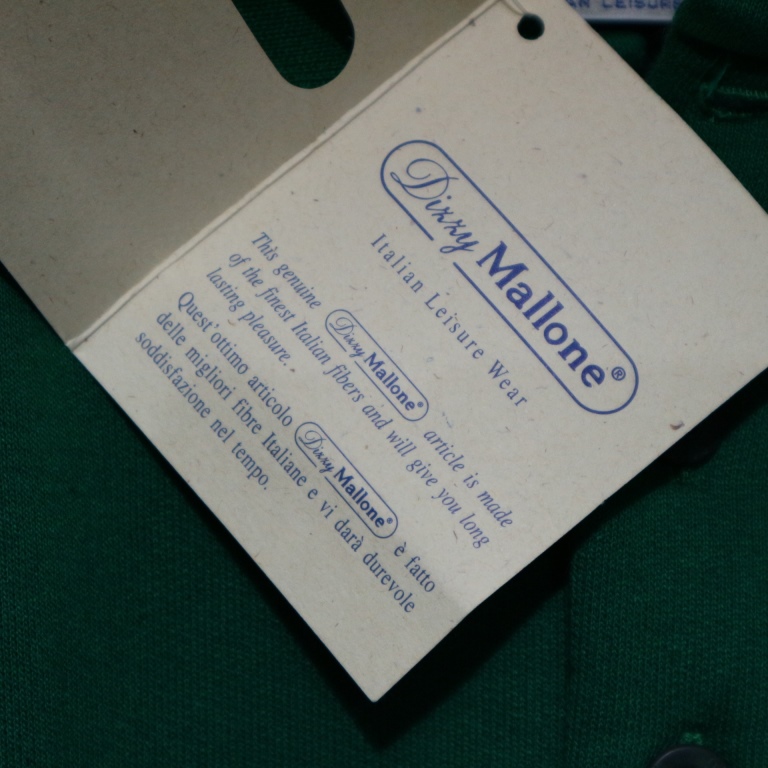 AN LEISURE
Dizzy Mallone®
Italian Leisure Wear
This genuine Dizzy Mallone® article is made
of the finest Italian fibers and will give you long
lasting pleasure..
Quest'ottimo articolo Dizzy Mallone® è fatto
delle migliori fibre Italiane e vi darà durevole
soddisfazione nel tempo.